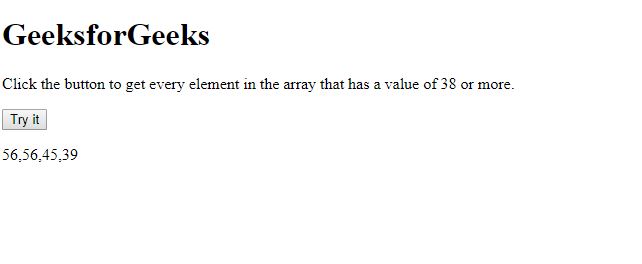 GeeksforGeeks
Click the button to get every element in the array that has a value of 38 or more.
Try it
56,56,45,39